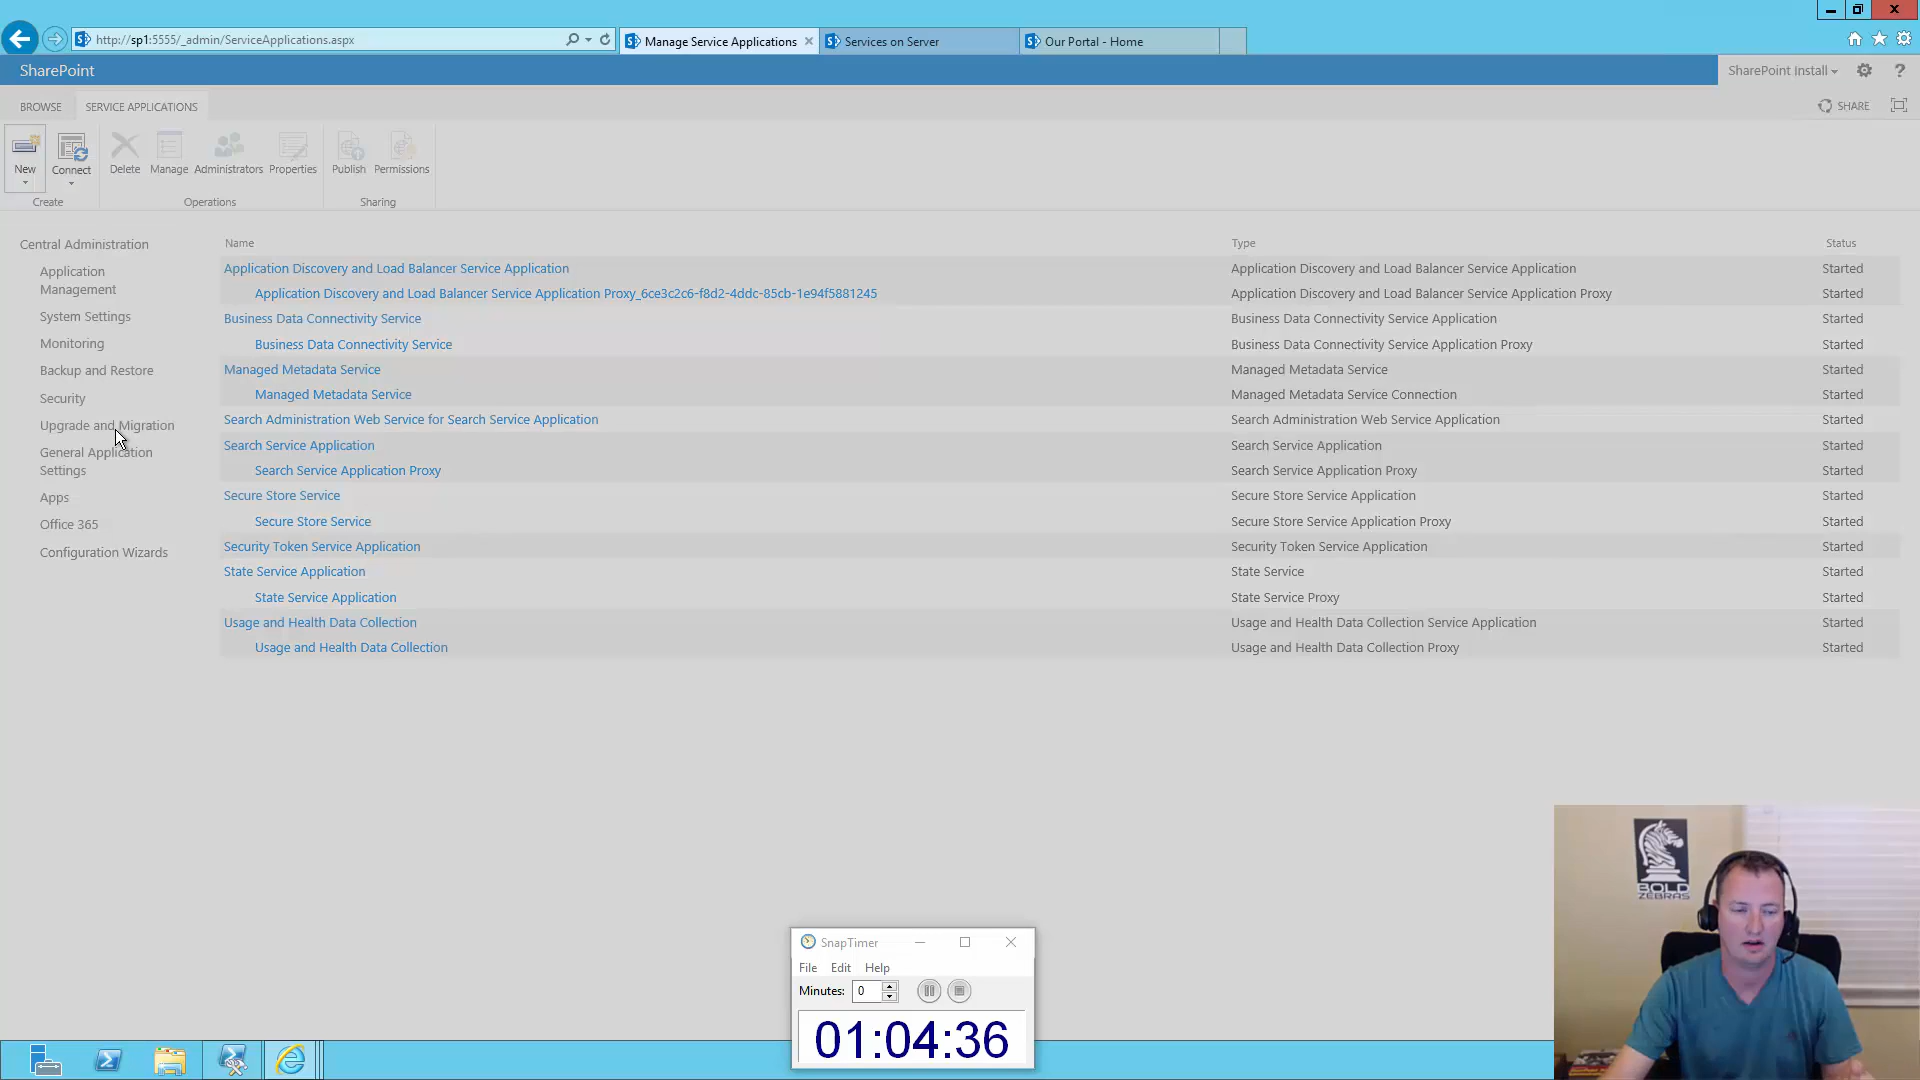 http://sp1:5555/_admin/ServiceApplications.aspx
Manage Service Applications
Services on Server
Our Portal - Home
SharePoint
SharePoint Install
?
BROWSE
SERVICE APPLICATIONS
SHARE
New
Connect
Delete
Manage
Administrators
Properties
Publish
Permissions
Create
Operations
Sharing
Central Administration
Application
Management
System Settings
Monitoring
Backup and Restore
Security
Upgrade and Migration
General Application
Settings
Apps
Office 365
Configuration Wizards
Name Type Status
Application Discovery and Load Balancer Service Application Application Discovery and Load Balancer Service Application Started
Application Discovery and Load Balancer Service Application Proxy_6ce3c2c6-f8d2-4ddc-85cb-1e94f5881245 Application Discovery and Load Balancer Service Application Proxy Started
Business Data Connectivity Service Business Data Connectivity Service Application Started
Business Data Connectivity Service Business Data Connectivity Service Application Proxy Started
Managed Metadata Service Managed Metadata Service Started
Managed Metadata Service Managed Metadata Service Connection Started
Search Administration Web Service for Search Service Application Search Administration Web Service Application Started
Search Service Application Search Service Application Started
Search Service Application Proxy Search Service Application Proxy Started
Secure Store Service Secure Store Service Application Started
Secure Store Service Secure Store Service Application Proxy Started
Security Token Service Application Security Token Service Application Started
State Service Application State Service Started
State Service Application State Service Proxy Started
Usage and Health Data Collection Usage and Health Data Collection Service Application Started
Usage and Health Data Collection Usage and Health Data Collection Proxy Started
BOLD
ZEBRAS
SnapTimer
File Edit Help
Minutes: 0
01:04:36